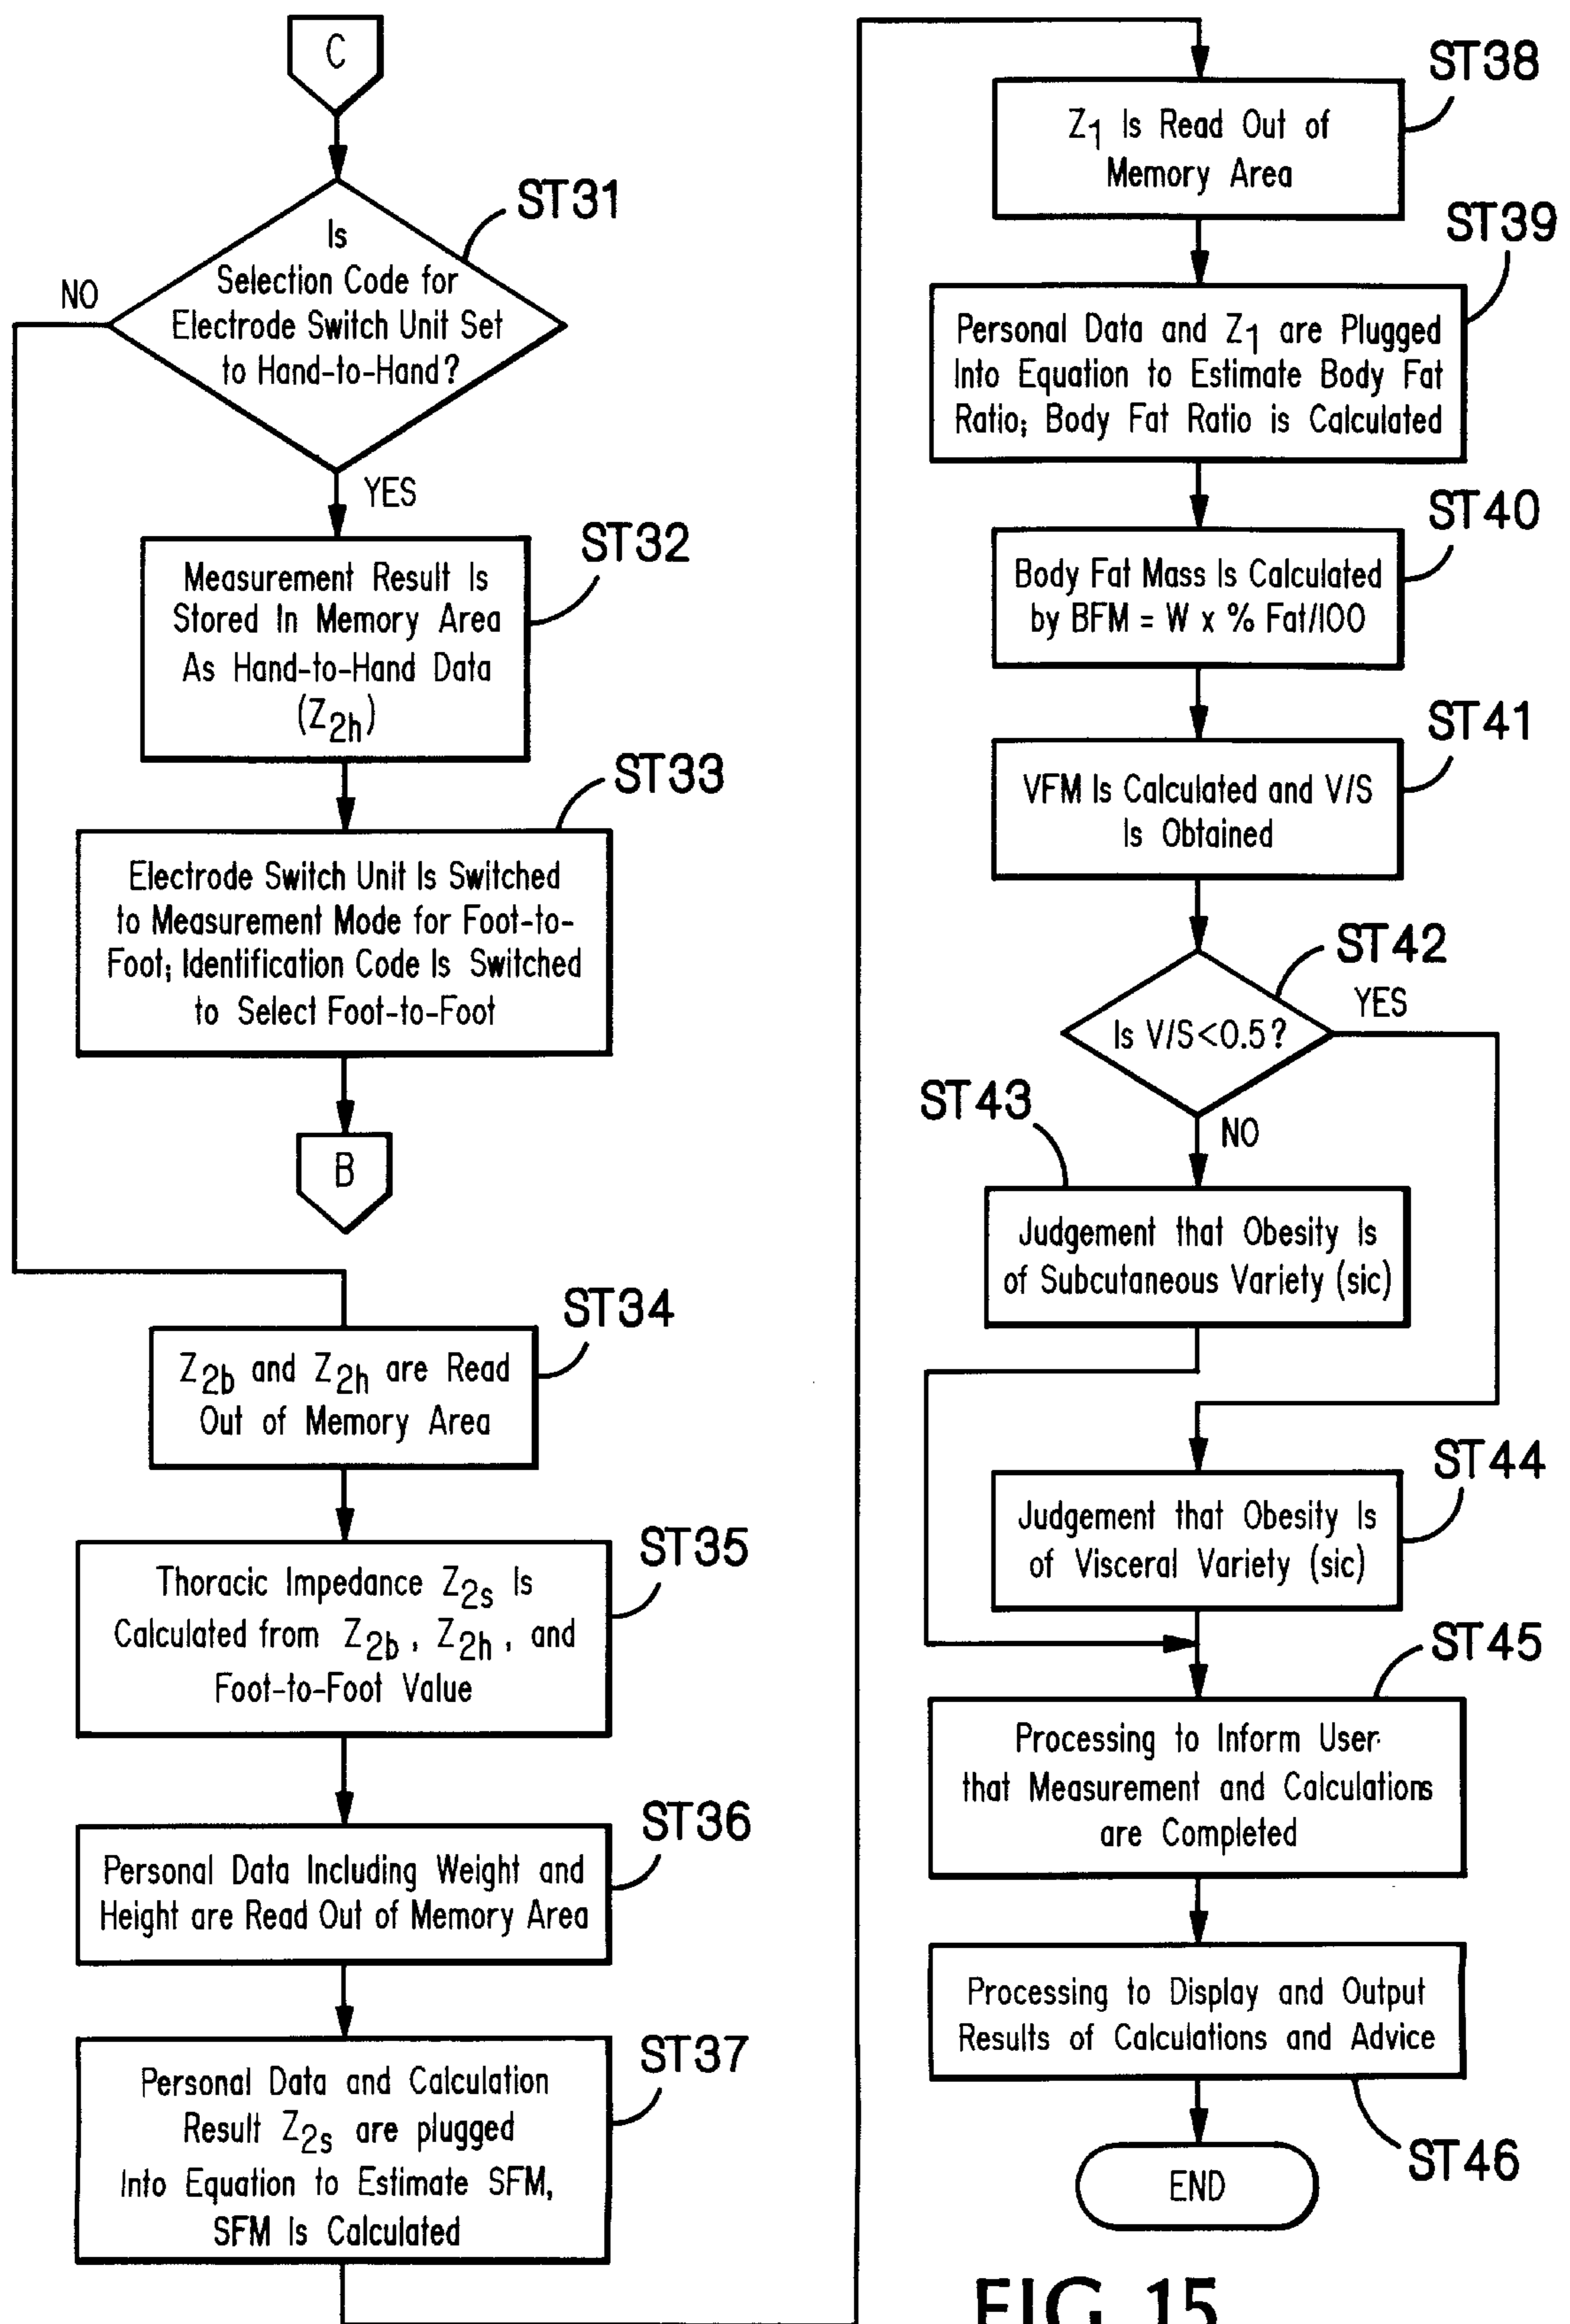 C
ST31
Is
Selection Code for
Electrode Switch Unit Set
to Hand-to-Hand?
NO
YES
ST32
Measurement Result Is
Stored In Memory Area
As Hand-to-Hand Data
(Z2h)
ST33
Electrode Switch Unit Is Switched
to Measurement Mode for Foot-to-
Foot; Identification Code Is Switched
to Select Foot-to-Foot
B
ST34
Z2b and Z2h are Read
Out of Memory Area
ST35
Thoracic Impedance Z2s Is
Calculated from Z2b, Z2h, and
Foot-to-Foot Value
ST36
Personal Data Including Weight and
Height are Read Out of Memory Area
ST37
Personal Data and Calculation
Result Z2s are plugged
Into Equation to Estimate SFM,
SFM Is Calculated
ST38
Z1 Is Read Out of
Memory Area
ST39
Personal Data and Z1 are Plugged
Into Equation to Estimate Body Fat
Ratio; Body Fat Ratio is Calculated
ST40
Body Fat Mass Is Calculated
by BFM = W x % Fat/100
ST41
VFM Is Calculated and V/S
Is Obtained
ST42
Is V/S<0.5?
YES
NO
ST43
Judgement that Obesity Is
of Subcutaneous Variety (sic)
ST44
Judgement that Obesity Is
of Visceral Variety (sic)
ST45
Processing to Inform User
that Measurement and Calculations
are Completed
Processing to Display and Output
Results of Calculations and Advice
ST46
END
FIG. 15